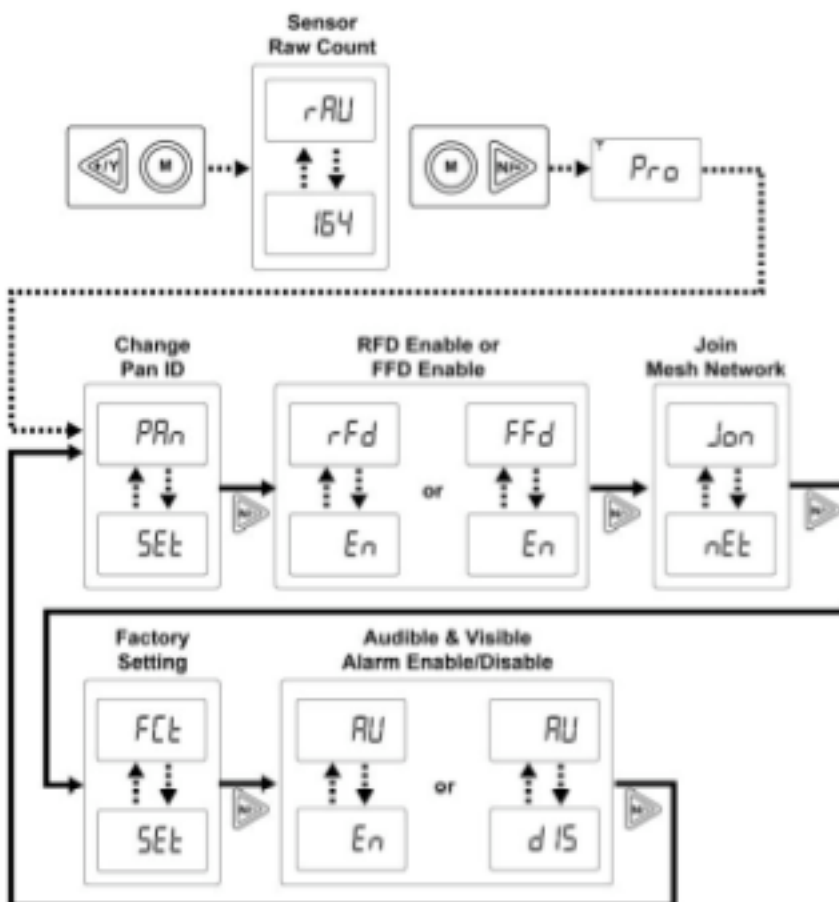 Sensor
Raw Count
rAU
164
+/Y
M
M
N/
Y
Pro
Change
Pan ID
PAn
SEt
N/
RFD Enable or
FFD Enable
rFd
En
or
FFd
En
N/
Join
Mesh Network
Jon
nEt
N/
Factory
Setting
FCt
SEt
N/
Audible & Visible
Alarm Enable/Disable
AU
En
or
AU
dIS
N/